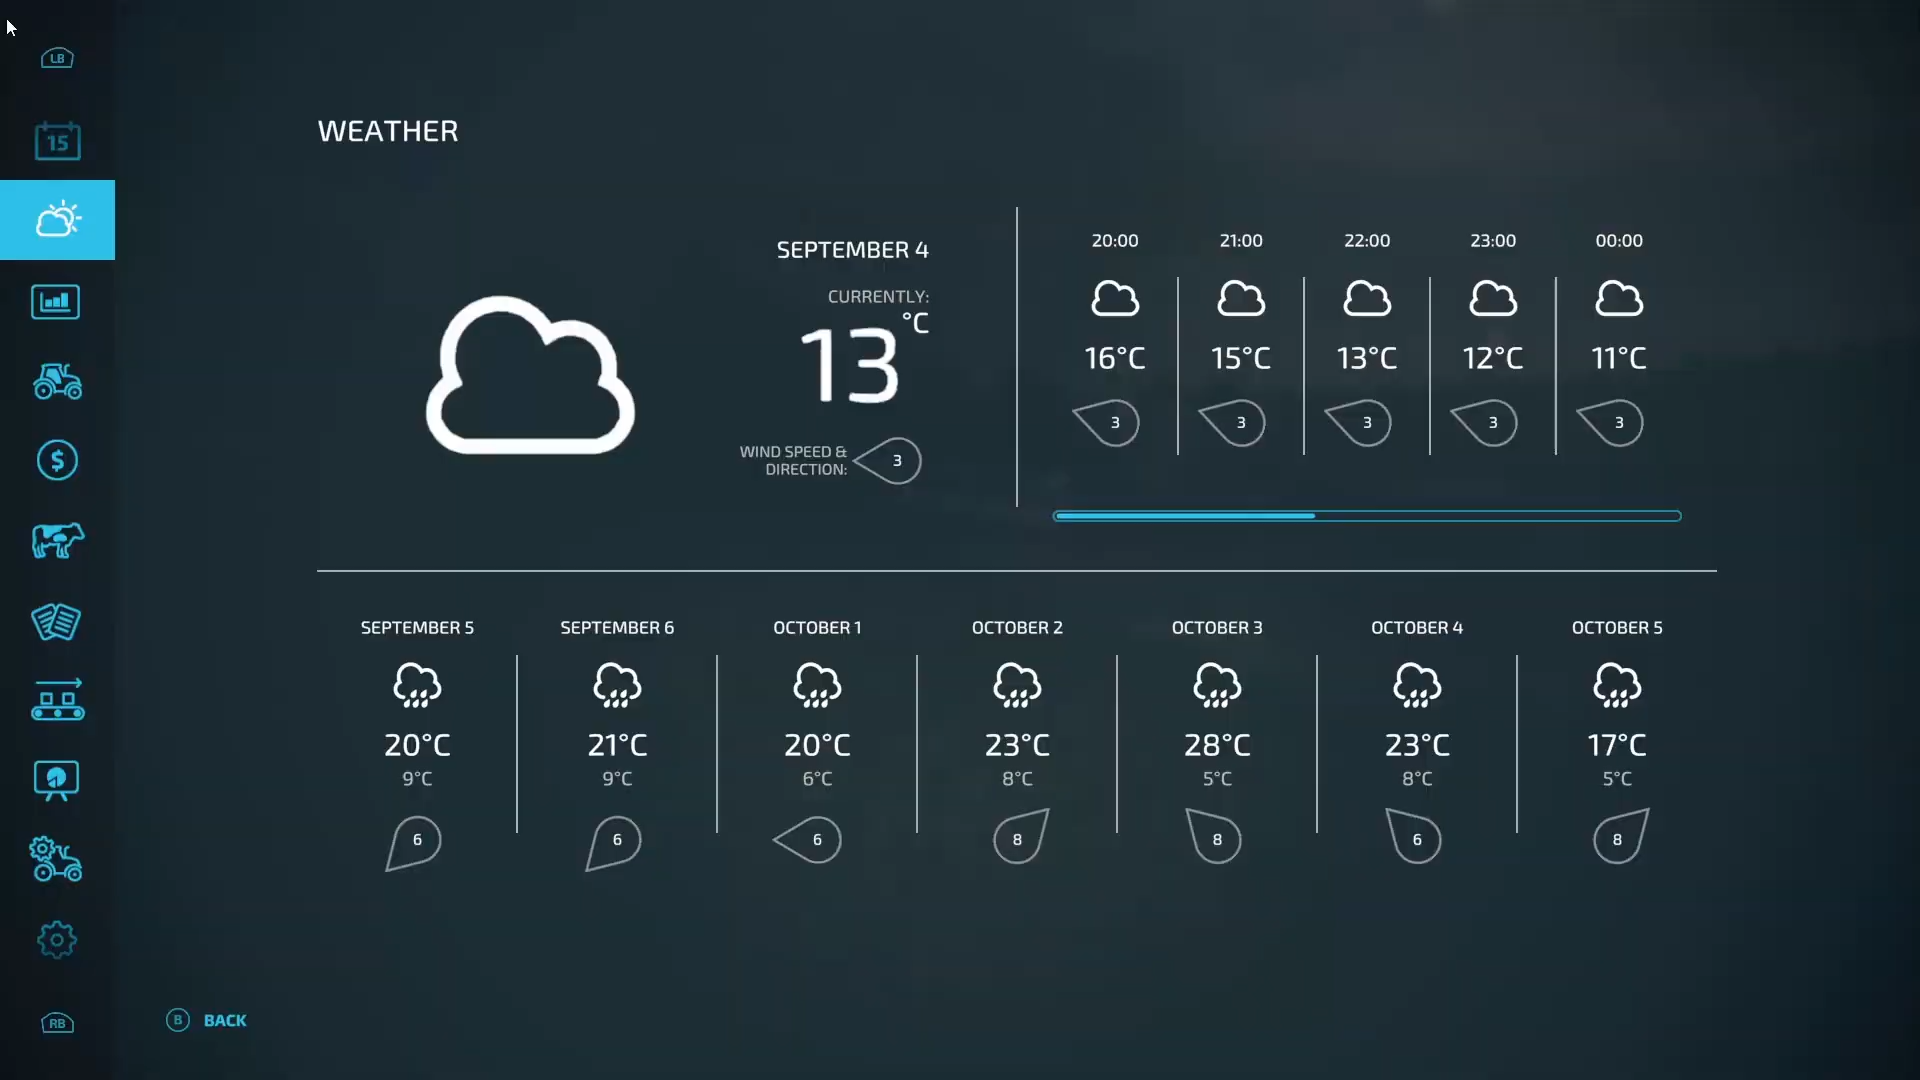 LB
15
WEATHER
SEPTEMBER 4
CURRENTLY:
13 °C
WIND SPEED &
DIRECTION:
3
20:00 21:00 22:00 23:00 00:00
16°C 15°C 13°C 12°C 11°C
3 3 3 3 3
$
SEPTEMBER 5 SEPTEMBER 6 OCTOBER 1 OCTOBER 2 OCTOBER 3 OCTOBER 4 OCTOBER 5
20°C 21°C 20°C 23°C 28°C 23°C 17°C
9°C 9°C 6°C 8°C 5°C 8°C 5°C
6 6 6 8 8 6 8
RB
B BACK